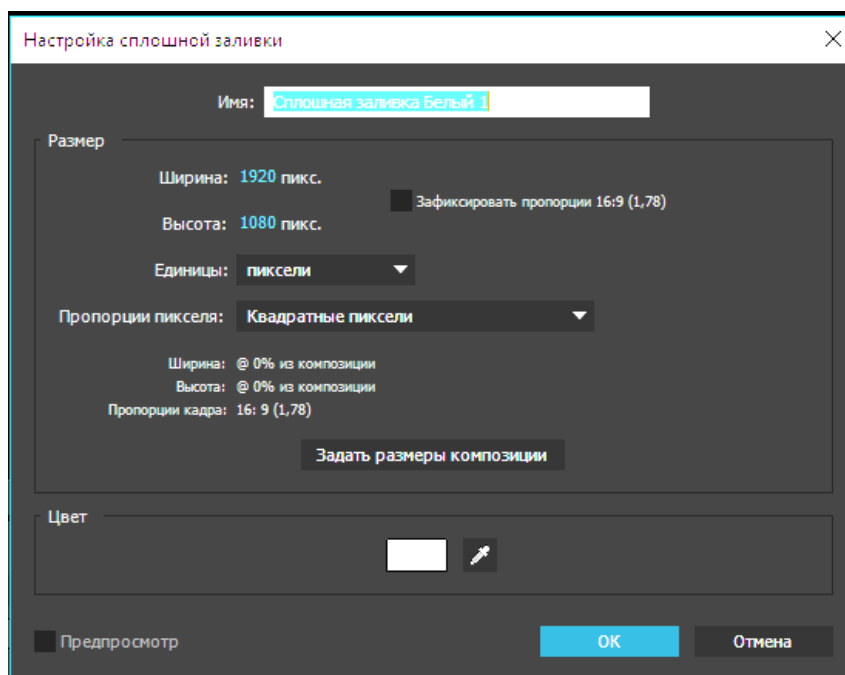 Настройка сплошной заливки
Имя: Сплошная заливка Белый 1
Размер
Ширина: 1920 пикс.
Зафиксировать пропорции 16:9 (1,78)
Высота: 1080 пикс.
Единицы: пиксели
Пропорции пикселя: Квадратные пиксели
Ширина: @ 0% из композиции
Высота: @ 0% из композиции
Пропорции кадра: 16: 9 (1,78)
Задать размеры композиции
Цвет
Предпросмотр
ОК
Отмена